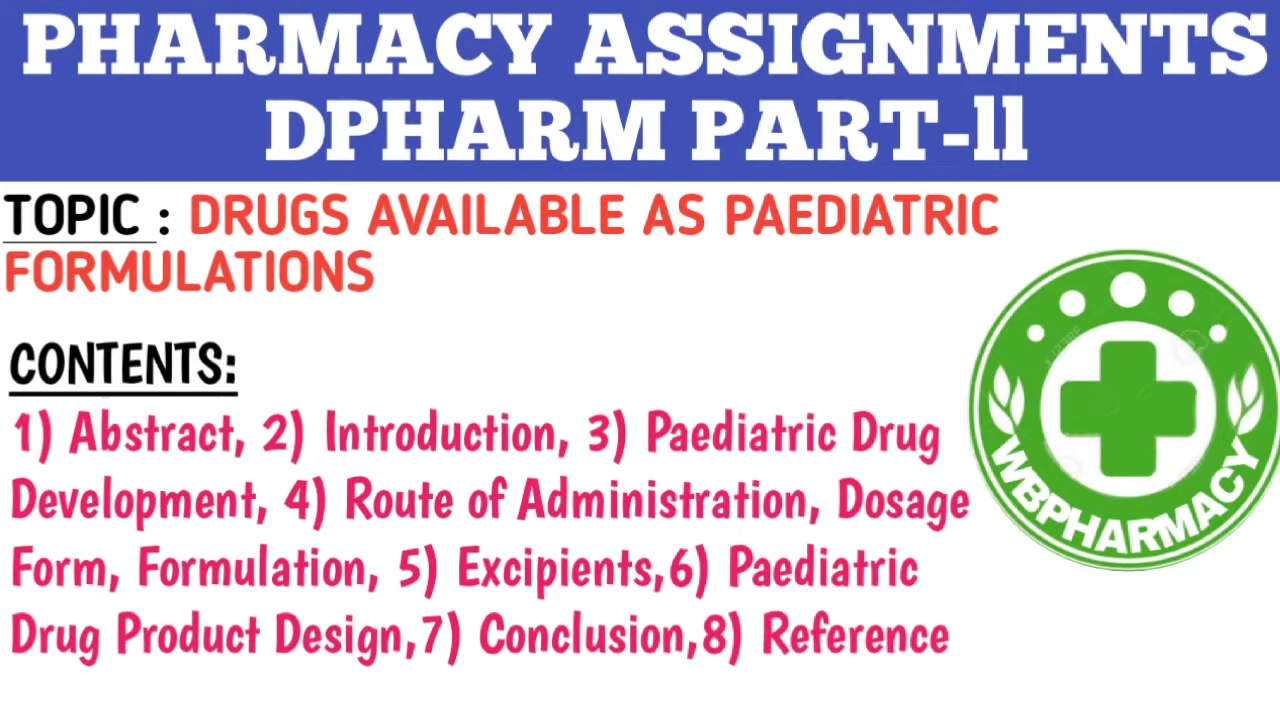 PHARMACY ASSIGNMENTS
DPHARM PART-ll
TOPIC : DRUGS AVAILABLE AS PAEDIATRIC
FORMULATIONS
CONTENTS:
1) Abstract, 2) Introduction, 3) Paediatric Drug
Development, 4) Route of Administration, Dosage
Form, Formulation, 5) Excipients,6) Paediatric
Drug Product Design,7) Conclusion,8) Reference
WBPHARMACY